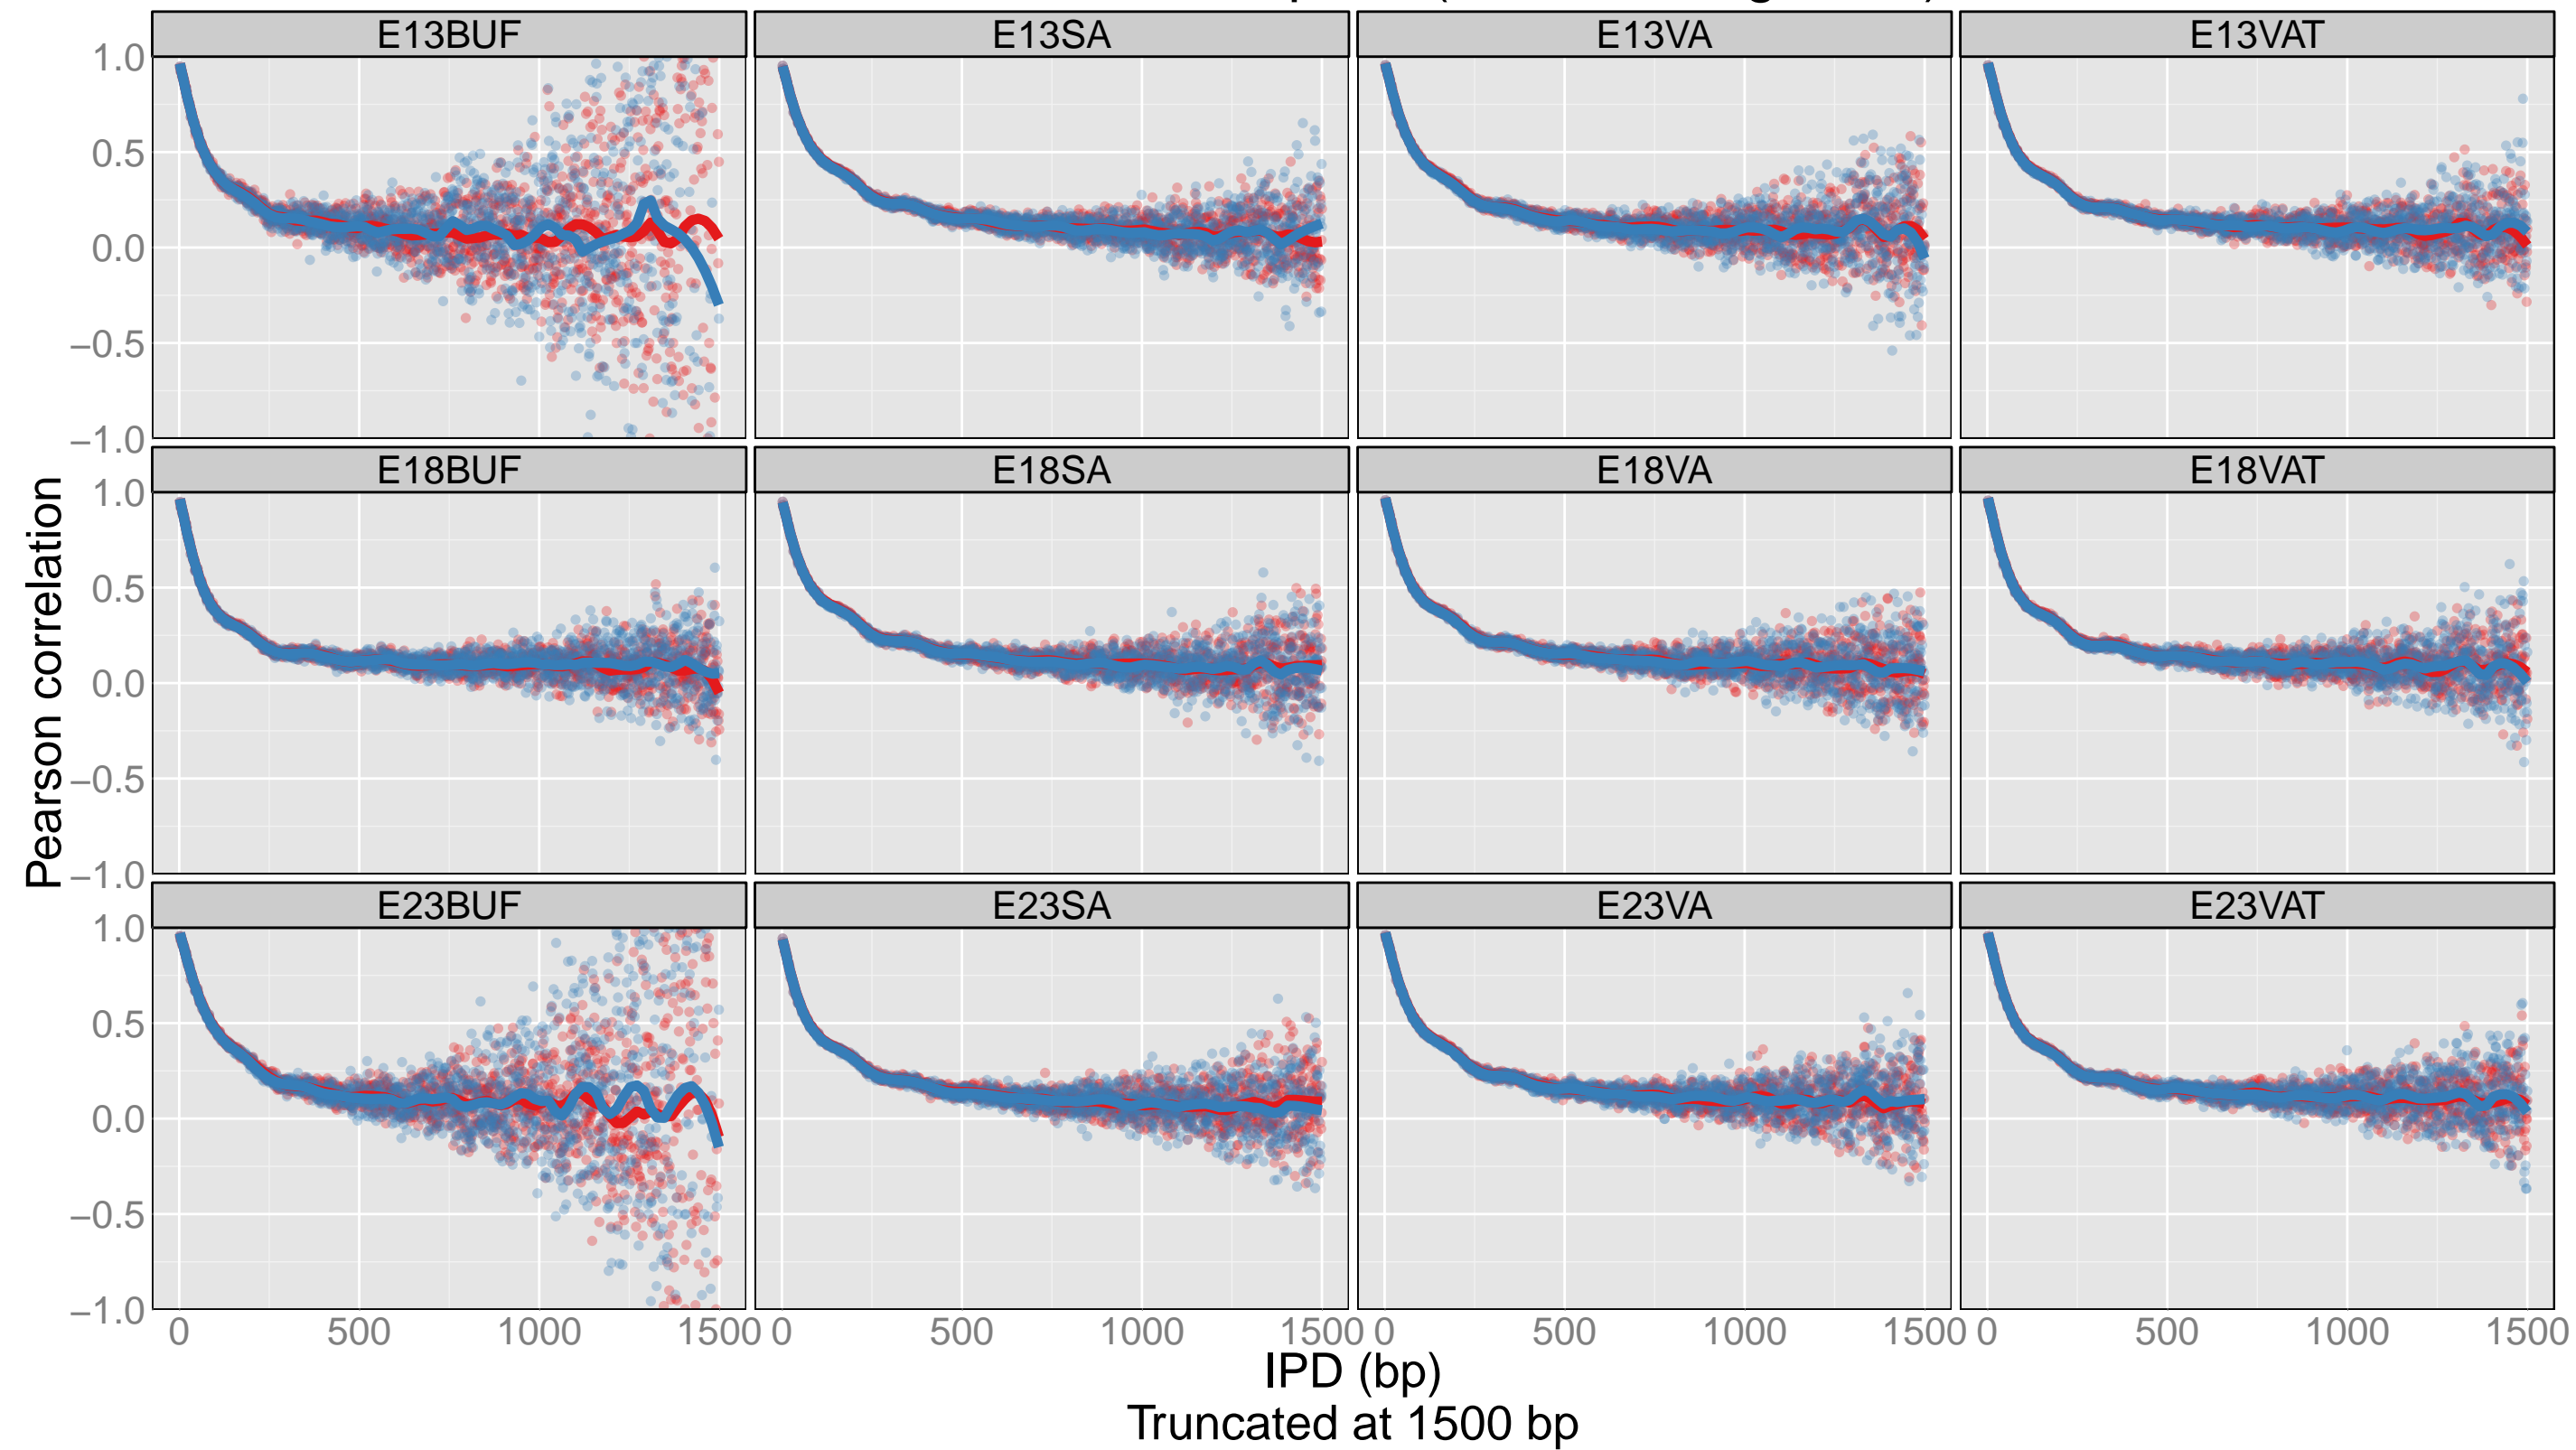 E13BUF E13SA E13VA E13VAT
1.0
0.5
0.0
−0.5
−1.0
E18BUF E18SA E18VA E18VAT
1.0
0.5
0.0
−0.5
−1.0
Pearson correlation
E23BUF E23SA E23VA E23VAT
1.0
0.5
0.0
−0.5
−1.0
0 500 1000 1500 0 500 1000 1500 0 500 1000 1500 0 500 1000 1500
IPD (bp)
Truncated at 1500 bp